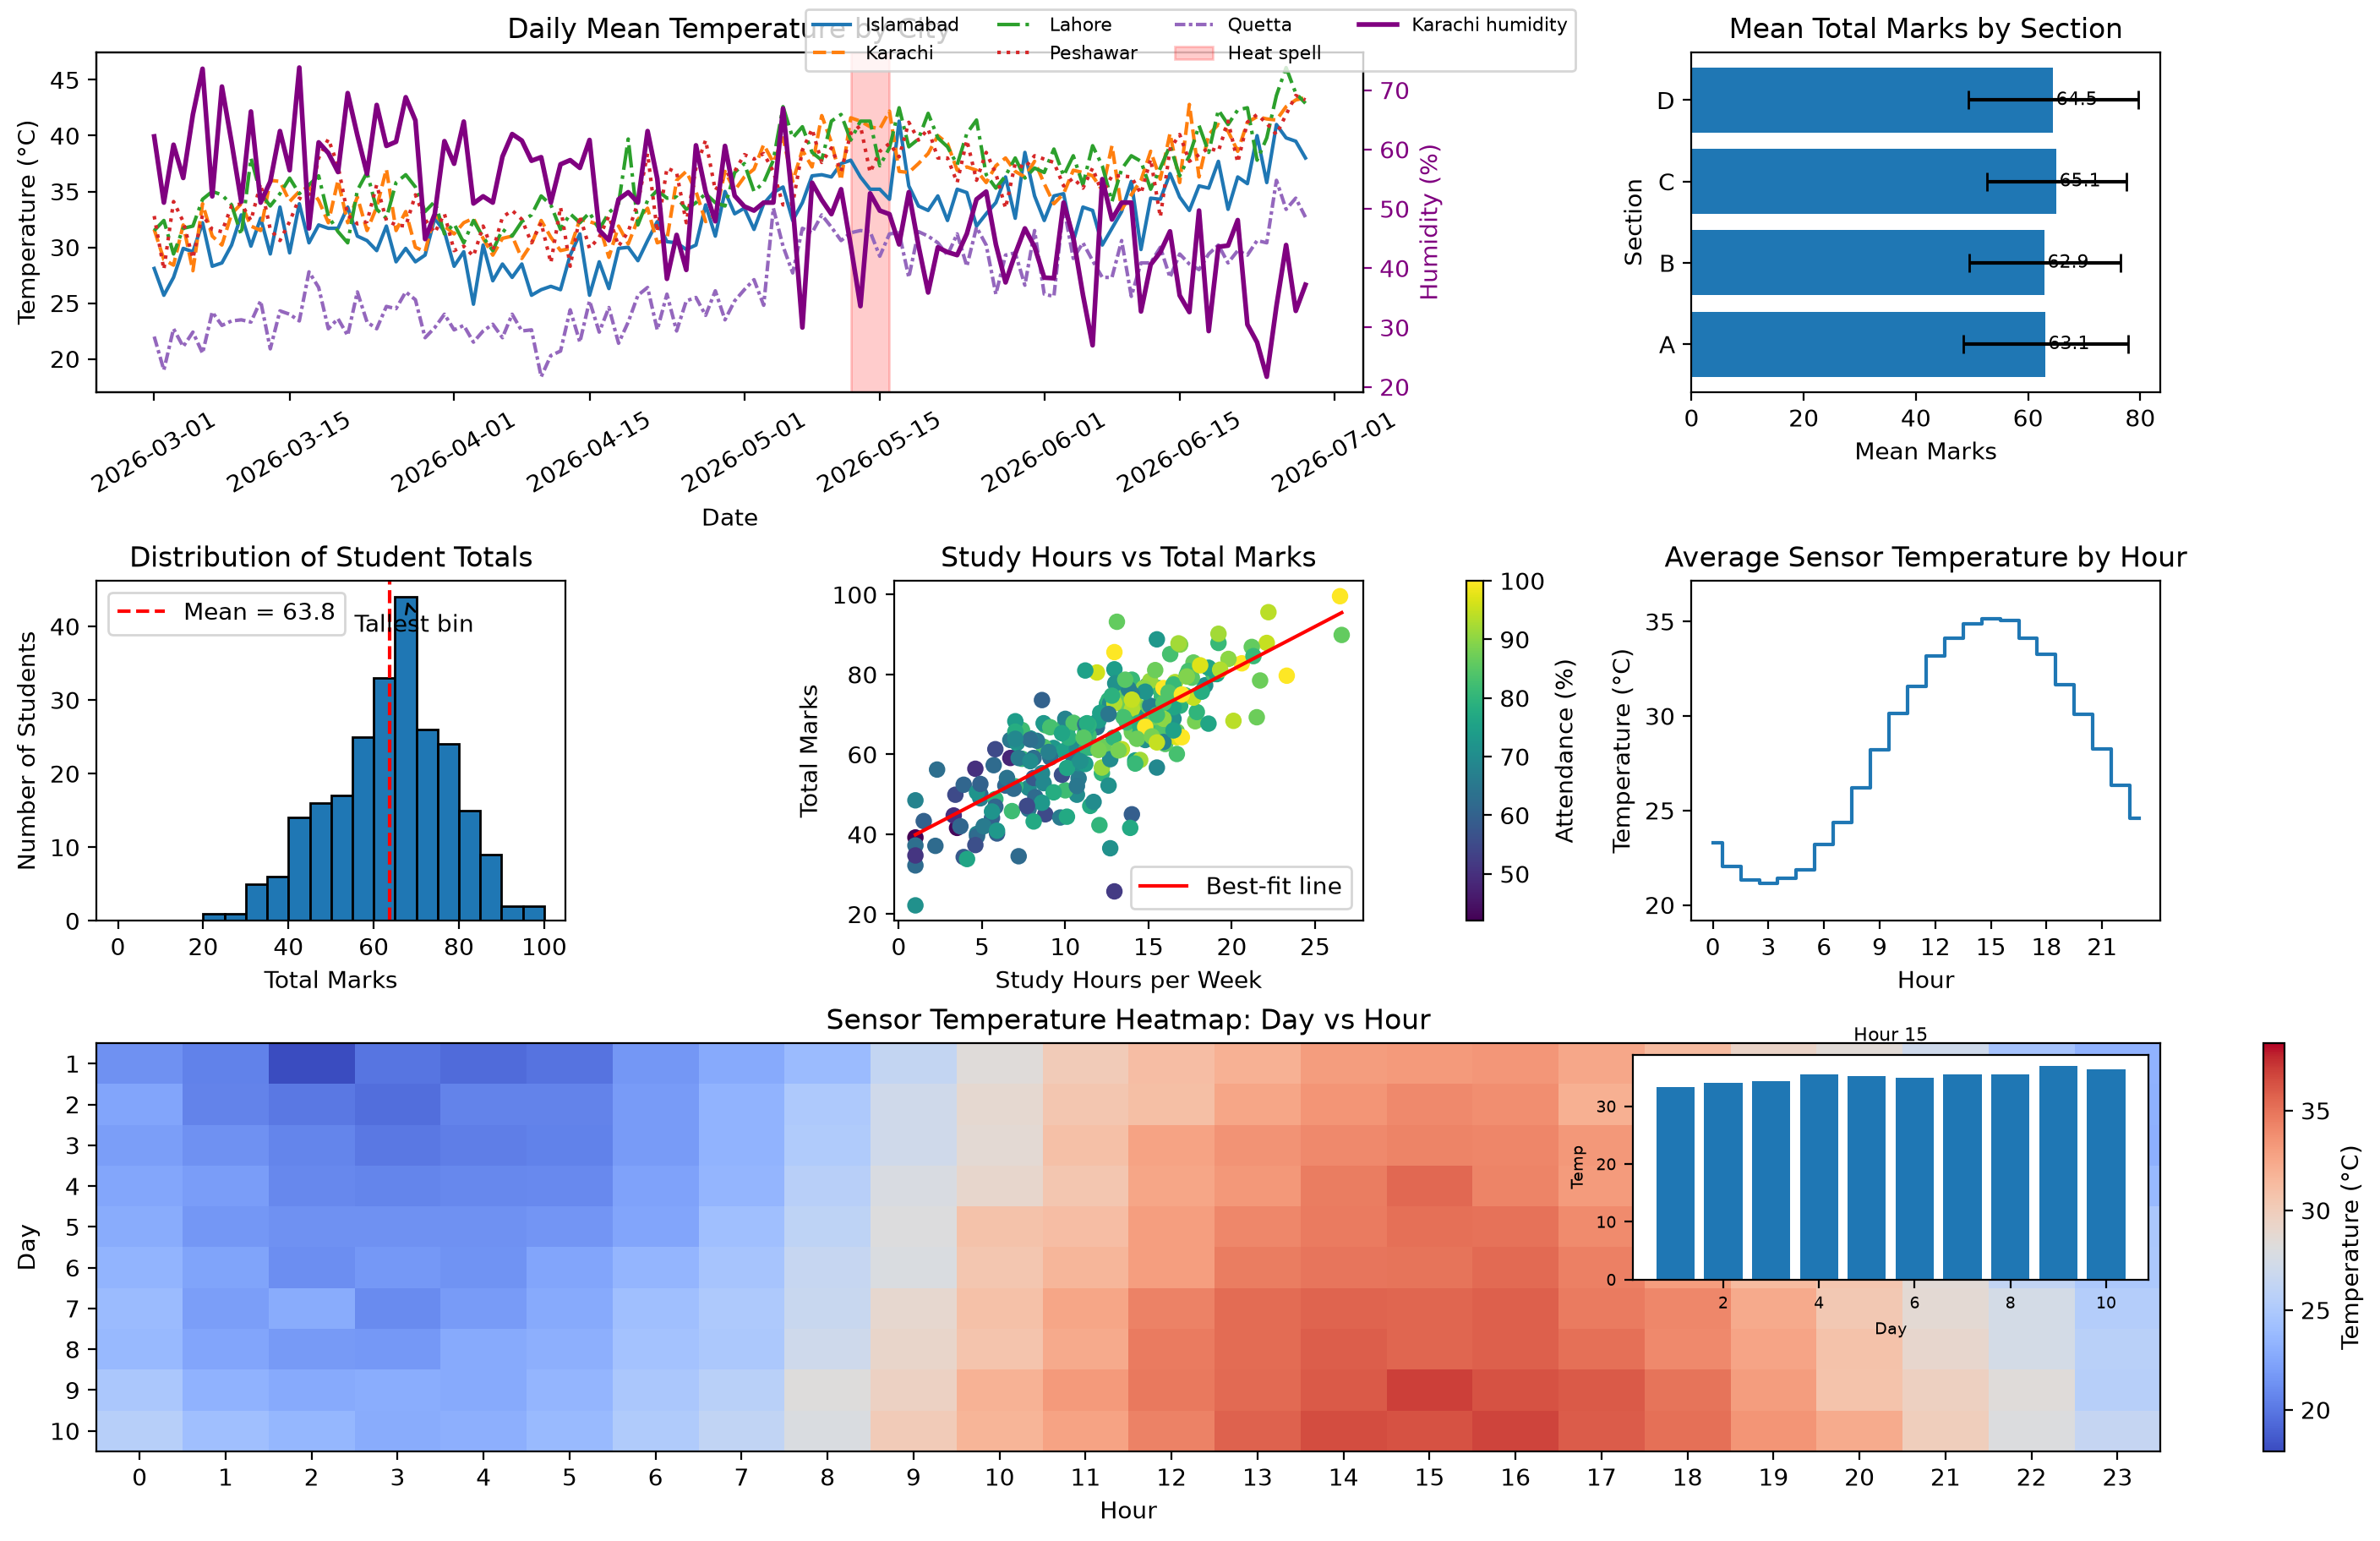 Daily Mean Temperature by City
Islamabad
Karachi
Lahore
Peshawar
Quetta
Heat spell
Karachi humidity
Temperature (°C)
45
40
35
30
25
20
70
60
50
40
30
20
Humidity (%)
2026-03-01
2026-03-15
2026-04-01
2026-04-15
2026-05-01
2026-05-15
2026-06-01
2026-06-15
2026-07-01
Date
Mean Total Marks by Section
Section
D
C
B
A
64.5
65.1
62.9
63.1
0 20 40 60 80
Mean Marks
Distribution of Student Totals
Mean = 63.8
Tallest bin
Number of Students
40
30
20
10
0
0 20 40 60 80 100
Total Marks
Study Hours vs Total Marks
Total Marks
100
80
60
40
20
Best-fit line
0 5 10 15 20 25
Study Hours per Week
100
90
80
70
60
50
Attendance (%)
Average Sensor Temperature by Hour
Temperature (°C)
35
30
25
20
0 3 6 9 12 15 18 21
Hour
Sensor Temperature Heatmap: Day vs Hour
Day
1
2
3
4
5
6
7
8
9
10
0 1 2 3 4 5 6 7 8 9 10 11 12 13 14 15 16 17 18 19 20 21 22 23
Hour
Hour 15
Temp
30
20
10
0
2 4 6 8 10
Day
35
30
25
20
Temperature (°C)